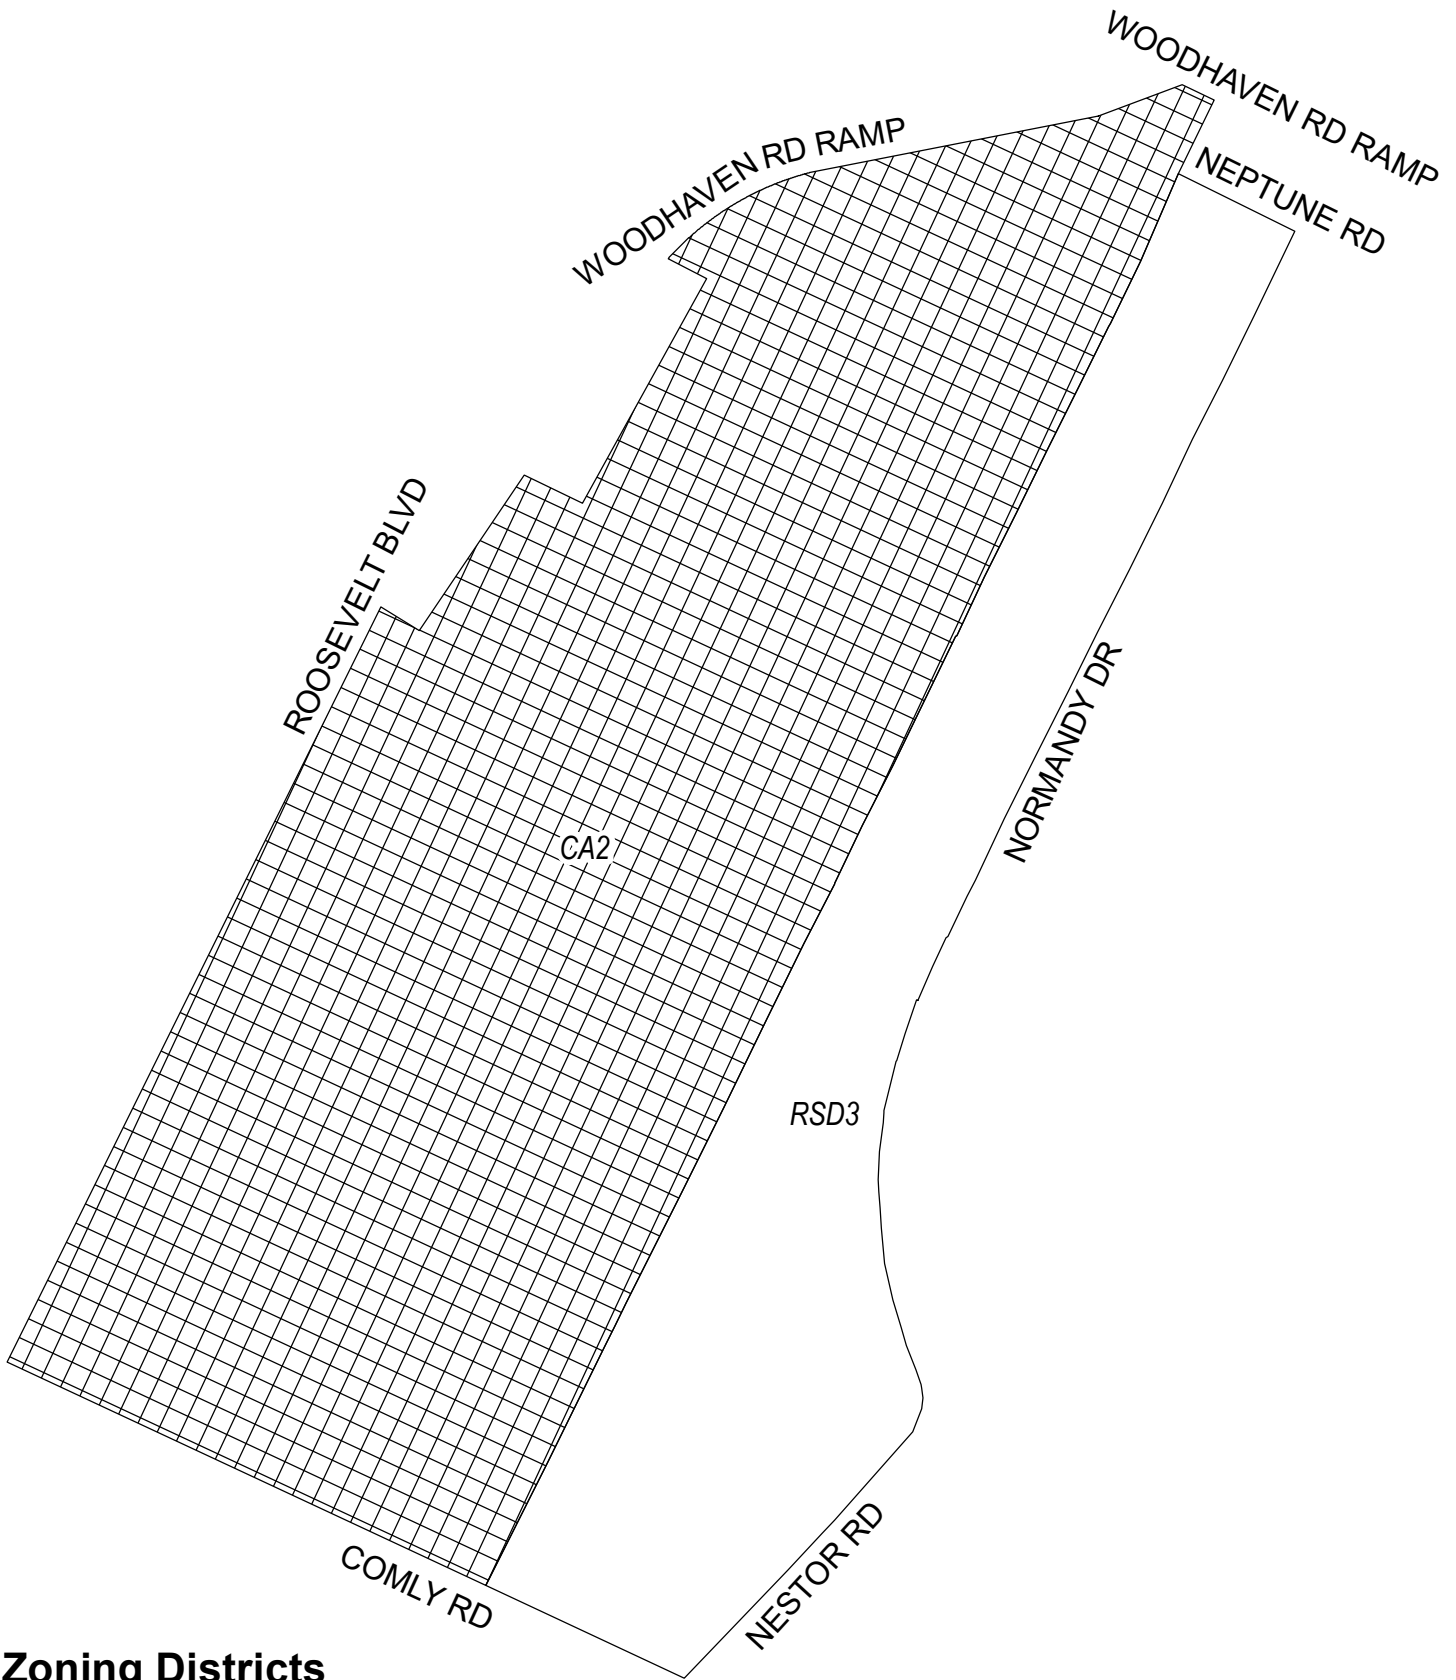 WOODHAVEN RD RAMP
WOODHAVEN RD RAMP
NEPTUNE RD
ROOSEVELT BLVD
NORMANDY DR
CA2
RSD3
NESTOR RD
COMLY RD
Zoning Districts